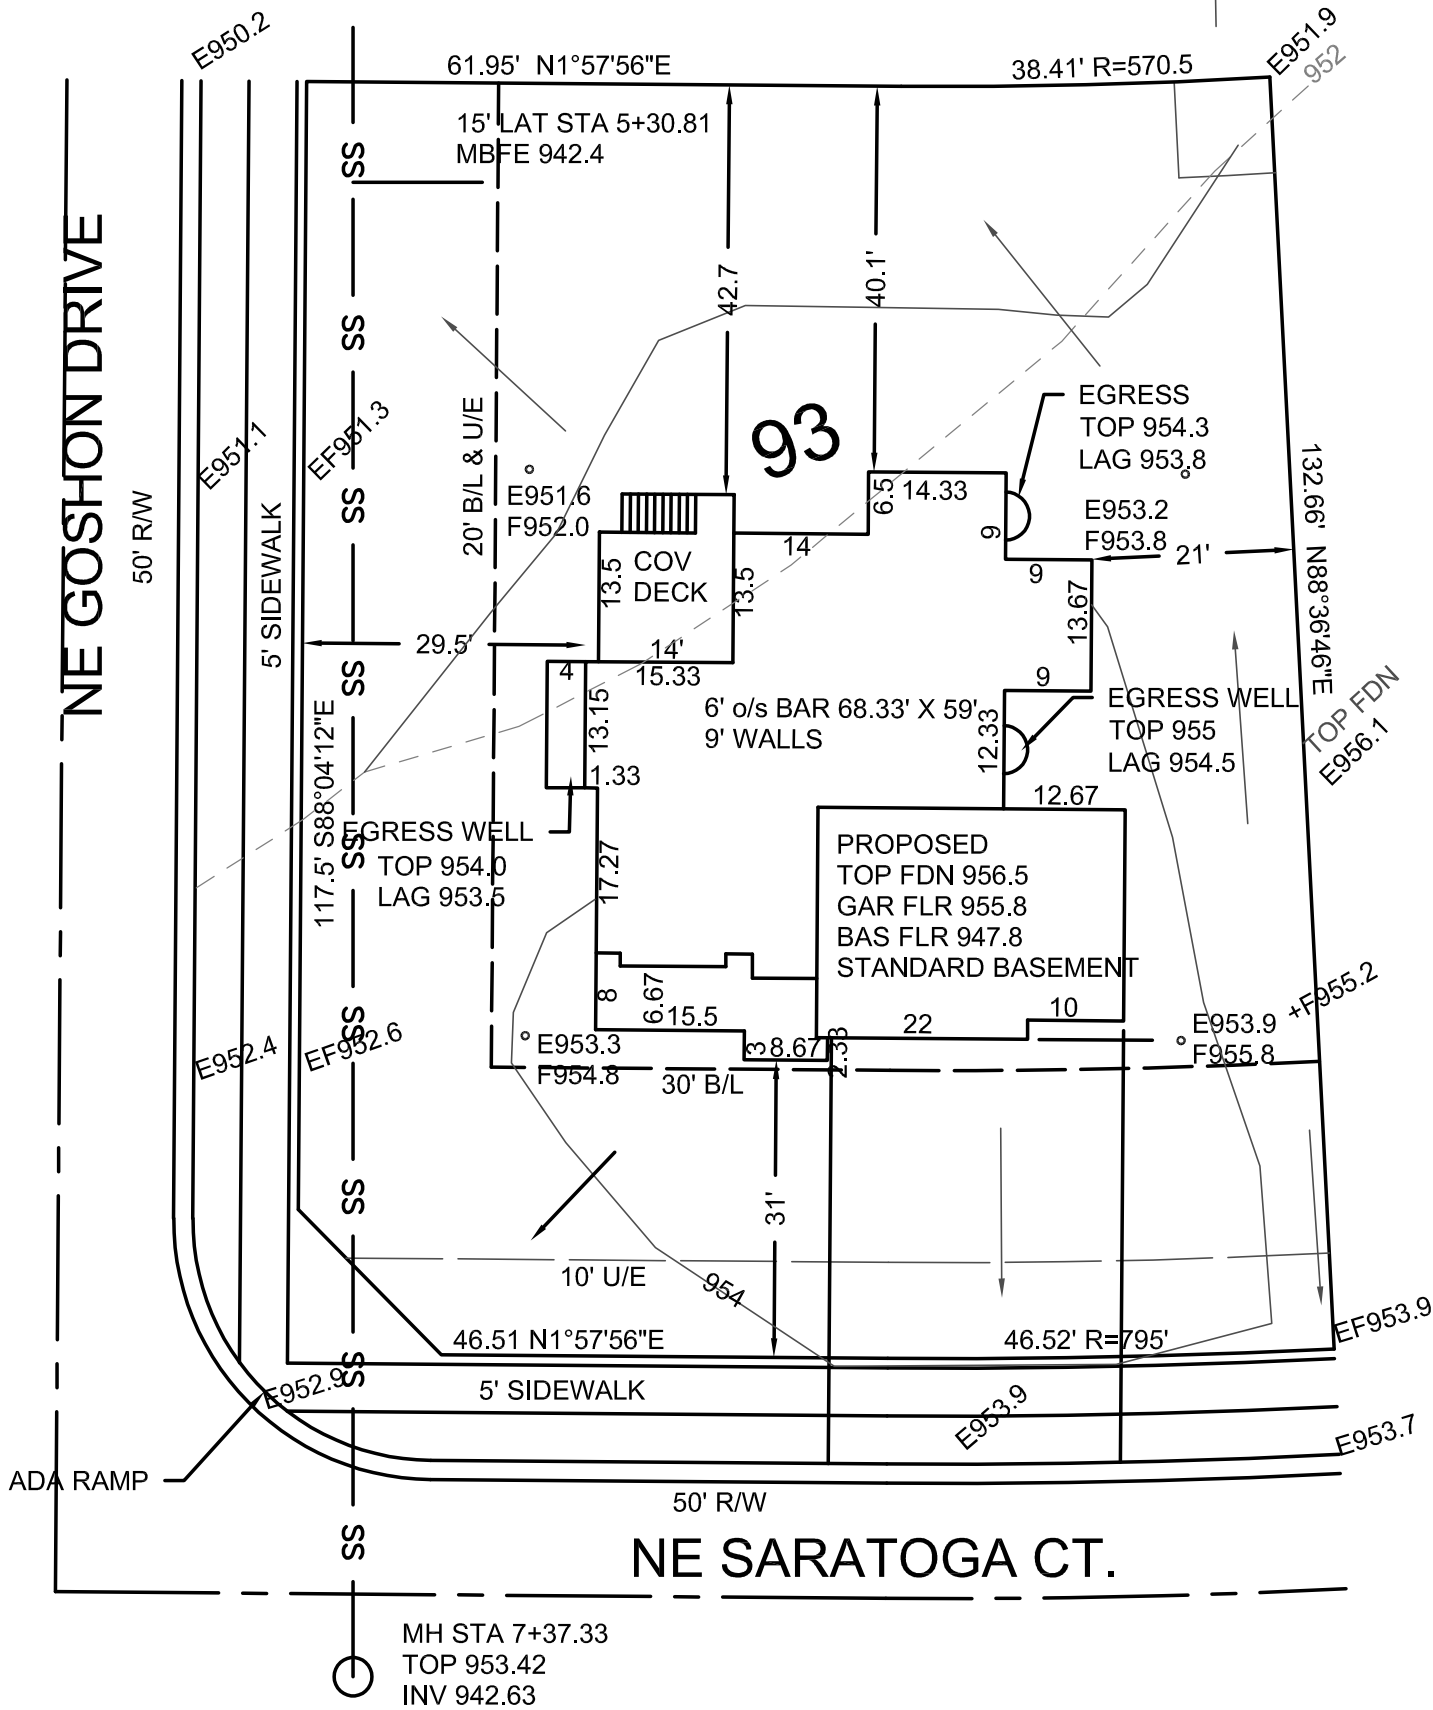 E950.2
61.95' N1°57'56"E
38.41' R=570.5
E951.9
952
15' LAT STA 5+30.81
MBFE 942.4
SS
NE GOSHON DRIVE
50' R/W
5' SIDEWALK
E951.1
EF951.3
SS
SS
20' B/L & U/E
42.7
40.1'
93
EGRESS
TOP 954.3
LAG 953.8
E951.6
F952.0
6.5
14.33
9
E953.2
F953.8
14
9
21'
132.66' N88°36'46"E
COV
DECK
13.5
13.5
13.67
29.5'
14'
15.33
4
13.15
9
SS
6' o/s BAR 68.33' X 59'
9' WALLS
EGRESS WELL
TOP 955
LAG 954.5
12.33
TOP FDN
E956.1
117.5' S88°04'12"E
1.33
12.67
EGRESS WELL
TOP 954.0
LAG 953.5
SS
17.27
PROPOSED
TOP FDN 956.5
GAR FLR 955.8
BAS FLR 947.8
STANDARD BASEMENT
8
6.67
15.5
10
22
+F955.2
E952.4
EF952.6
SS
E953.3
F954.8
3
8.67
2.33
E953.9
F955.8
30' B/L
SS
31'
10' U/E
954
46.51 N1°57'56"E
46.52' R=795'
EF953.9
SS
E952.9
5' SIDEWALK
E953.9
E953.7
ADA RAMP
50' R/W
SS
NE SARATOGA CT.
MH STA 7+37.33
TOP 953.42
INV 942.63